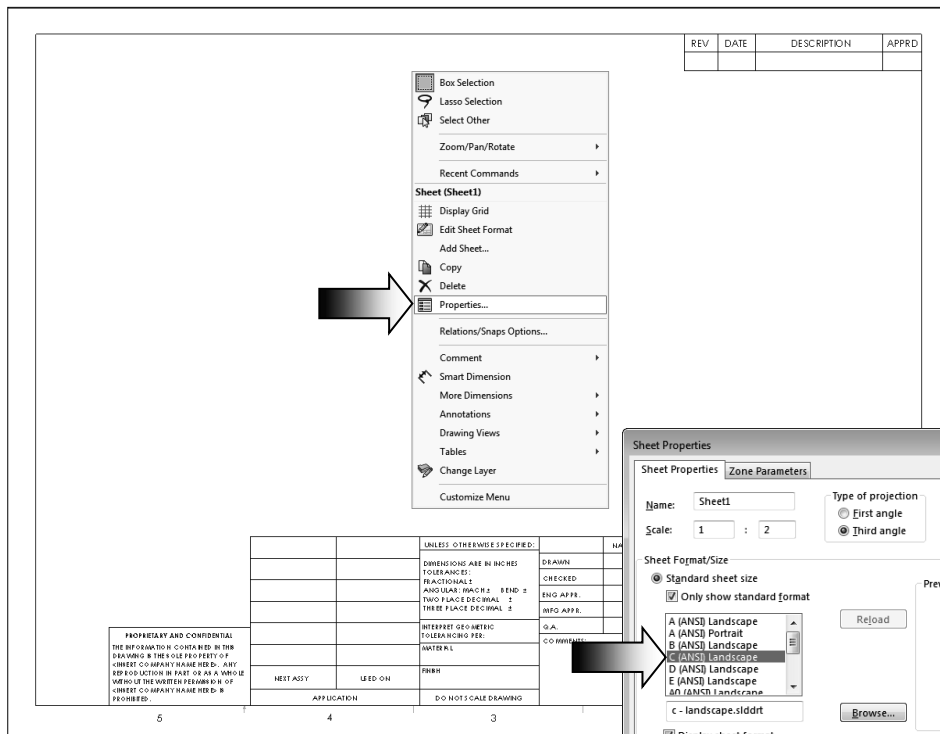 REV DATE DESCRIPTION APPRD
Box Selection
Lasso Selection
Select Other
Zoom/Pan/Rotate
Recent Commands
Sheet (Sheet1)
Display Grid
Edit Sheet Format
Add Sheet...
Copy
Delete
Properties...
Relations/Snaps Options...
Comment
Smart Dimension
More Dimensions
Annotations
Drawing Views
Tables
Change Layer
Customize Menu
Sheet Properties
Sheet Properties Zone Parameters
Name: Sheet1
Scale: 1 : 2
Type of projection
First angle
Third angle
Sheet Format/Size
Standard sheet size
Only show standard format
A (ANSI) Landscape
A (ANSI) Portrait
B (ANSI) Landscape
C (ANSI) Landscape
D (ANSI) Landscape
E (ANSI) Landscape
A0 (ANSI) Landscape
Reload
c - landscape.slddrt
Browse...
Display sheet format
Prev
UNLESS OTHERWISE SPECIFIED:
DIMENSIONS ARE IN INCHES
TOLERANCES:
FRACTIONAL ±
ANGULAR: MACH ± BEND ±
TWO PLACE DECIMAL ±
THREE PLACE DECIMAL ±
INTERPRET GEOMETRIC
TOLERANCING PER:
MATERIAL
FINISH
DO NOT SCALE DRAWING
NA
DRAWN
CHECKED
ENG APPR.
MFG APPR.
Q.A.
COMMENTS:
NEXT ASSY USED ON
APPLICATION
PROPRIETARY AND CONFIDENTIAL
THE INFORMATION CONTAINED IN THIS
DRAWING IS THE SOLE PROPERTY OF
<INSERT COMPANY NAME HERE>. ANY
REPRODUCTION IN PART OR AS A WHOLE
WITHOUT THE WRITTEN PERMISSION OF
<INSERT COMPANY NAME HERE> IS
PROHIBITED.
5 4 3